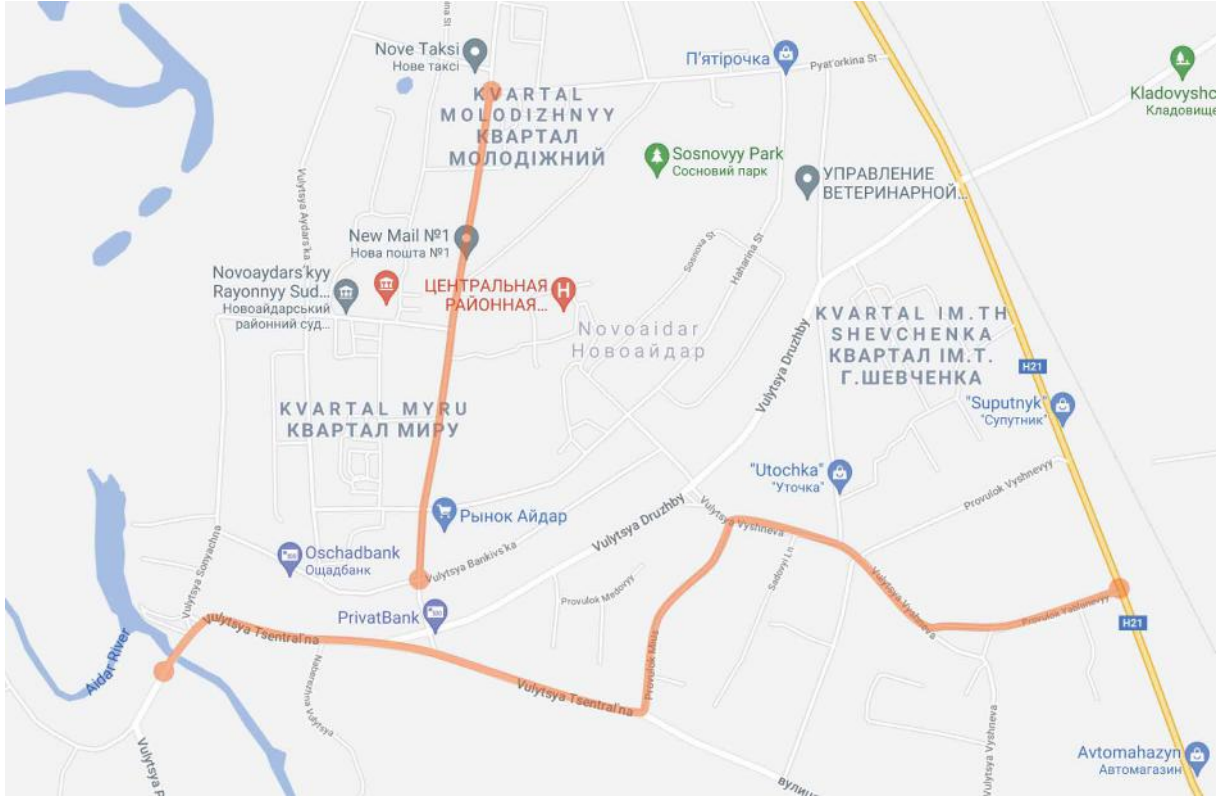 Nove Taksi
Нове таксі
П'ятірочка
Pyat'orkina St
Kladovyshc
Кладовище
KVARTAL
MOLODIZHNYY
КВАРТАЛ
МОЛОДІЖНИЙ
Sosnovyy Park
Сосновий парк
УПРАВЛЕНИЕ
ВЕТЕРИНАРНОЙ...
Vulytsya Aydars'ka
New Mail №1
Нова пошта №1
Sosnova St
Haharina St
Novoaydars'kyy
Rayonnyy Sud...
Новоайдарський
районний суд...
ЦЕНТРАЛЬНАЯ
РАЙОННАЯ...
H
Novoaidar
Новоайдар
KVARTAL IM.TH
SHEVCHENKA
КВАРТАЛ ІМ.Т.
Г.ШЕВЧЕНКА
Vulytsya Druzhby
H21
"Suputnyk"
"Супутник"
KVARTAL MYRU
КВАРТАЛ МИРУ
"Utochka"
"Уточка"
Provulok Vyshnevyy
Рынок Айдар
Vulytsya Druzhby
Vulytsya Vyshneva
Oschadbank
Ощадбанк
Vulytsya Bankivs'ka
Sadovyi Ln
Vulytsya Sonyachna
Provulok Medovyy
Vulytsya Vyshneva
Provulok Yablunevyy
H21
PrivatBank
Vulytsya Tsentral'na
Provulok Mius
Aidar River
Naberezhna Vulytsya
Vulytsya Tsentral'na
Vulytsya Vyshneva
Vulytsya
Avtomahazyn
Автомагазин